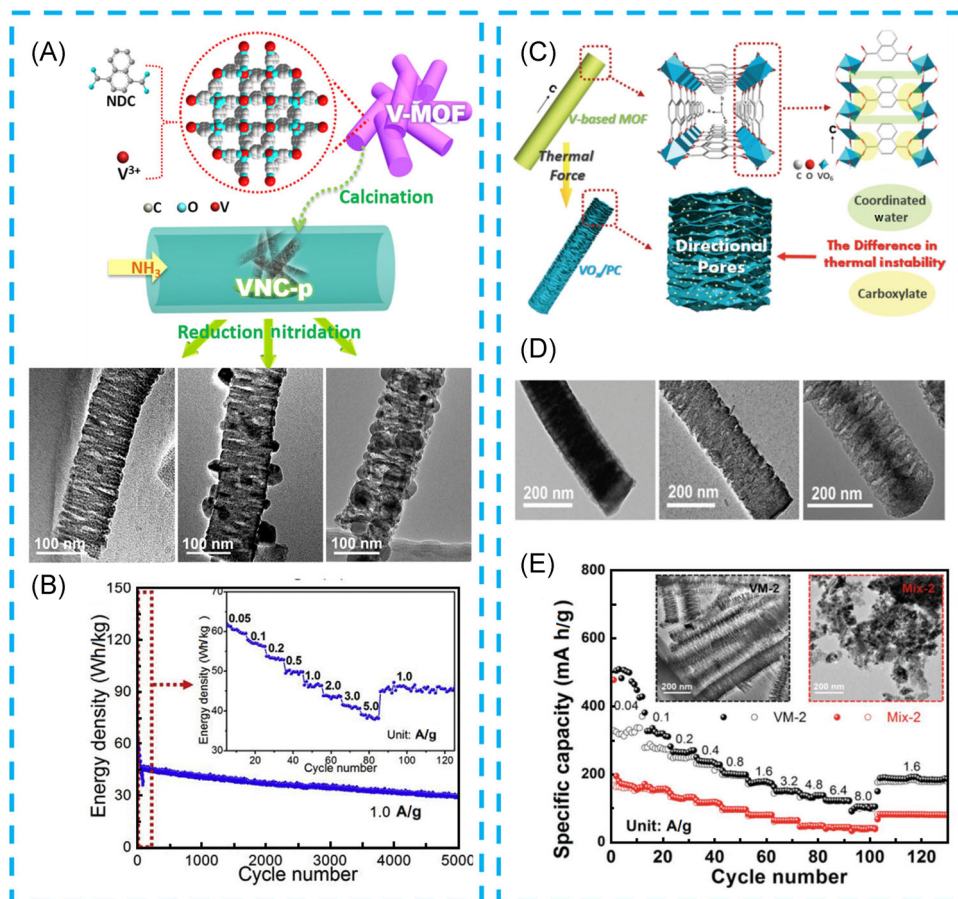 (A)
NDC
V³⁺
C O V
V-MOF
Calcination
NH₃
VNC-p
Reduction nitridation
100 nm
100 nm
100 nm
(B)
Energy density (Wh/kg)
150
120
90
60
30
0
0 1000 2000 3000 4000 5000
Cycle number
1.0 A/g
Energy density (Wh/kg)
60
50
40
30
20 40 60 80 100 120
Cycle number
0.05
0.1
0.2
0.5
1.0
2.0
3.0
5.0
1.0
Unit: A/g
(C)
C
V-based MOF
Thermal
Force
VOₓ/PC
Directional
Pores
C
C O VO₆
Coordinated
water
The Difference in
thermal instability
Carboxylate
(D)
200 nm
200 nm
200 nm
(E)
Specific capacity (mA h/g)
800
600
400
200
0
0 20 40 60 80 100 120
Cycle number
VM-2
200 nm
Mix-2
200 nm
VM-2
Mix-2
0.04
0.1
0.2
0.4
0.8
1.6
3.2
4.8
6.4
8.0
1.6
Unit: A/g